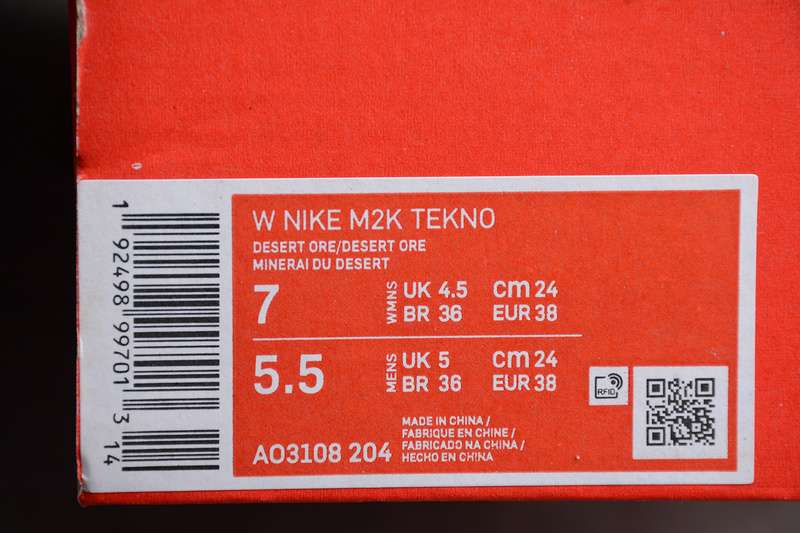 W NIKE M2K TEKNO
DESERT ORE/DESERT ORE
MINERAI DU DESERT
7
WMNS
UK 4.5 cm 24
BR 36 EUR 38
5.5
MENS
UK 5 cm 24
BR 36 EUR 38
RFID
AO3108 204
MADE IN CHINA /
FABRIQUE EN CHINE /
FABRICADO NA CHINA /
HECHO EN CHINA
1 92498 99701 3 14